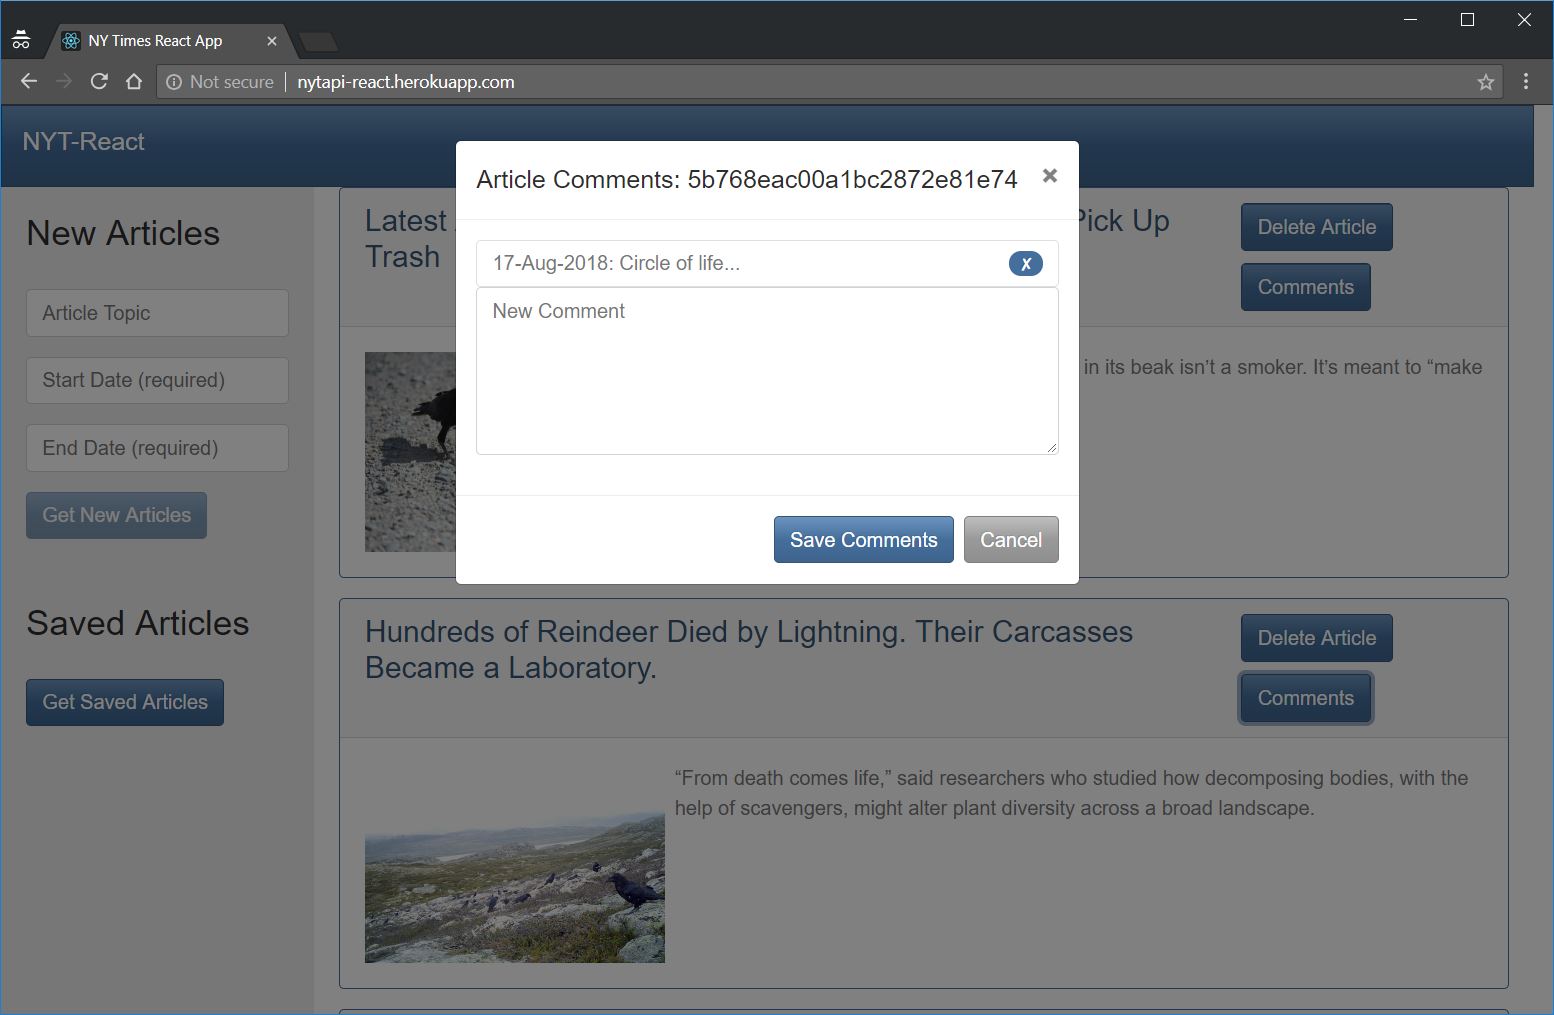 NY Times React App
Not secure | nytapi-react.herokuapp.com
NYT-React
Article Comments: 5b768eac00a1bc2872e81e74
17-Aug-2018: Circle of life...
X
New Comment
Save Comments
Cancel
New Articles
Article Topic
Start Date (required)
End Date (required)
Get New Articles
Saved Articles
Get Saved Articles
Latest
Pick Up
Trash
Delete Article
Comments
in its beak isn’t a smoker. It’s meant to “make
Hundreds of Reindeer Died by Lightning. Their Carcasses
Became a Laboratory.
Delete Article
Comments
“From death comes life,” said researchers who studied how decomposing bodies, with the
help of scavengers, might alter plant diversity across a broad landscape.